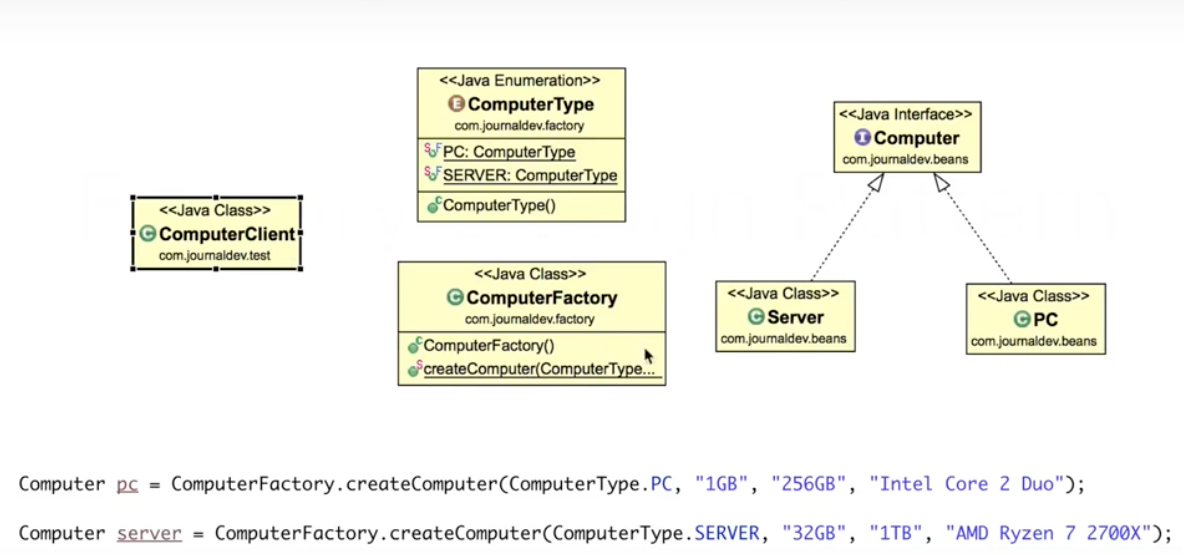 <<Java Enumeration>>
E ComputerType
com.journaldev.factory
SF PC: ComputerType
SF SERVER: ComputerType
C ComputerType()
<<Java Interface>>
I Computer
com.journaldev.beans
<<Java Class>>
C ComputerClient
com.journaldev.test
<<Java Class>>
C ComputerFactory
com.journaldev.factory
C ComputerFactory()
S createComputer(ComputerType...
<<Java Class>>
C Server
com.journaldev.beans
<<Java Class>>
C PC
com.journaldev.beans
Computer pc = ComputerFactory.createComputer(ComputerType.PC, "1GB", "256GB", "Intel Core 2 Duo");
Computer server = ComputerFactory.createComputer(ComputerType.SERVER, "32GB", "1TB", "AMD Ryzen 7 2700X");